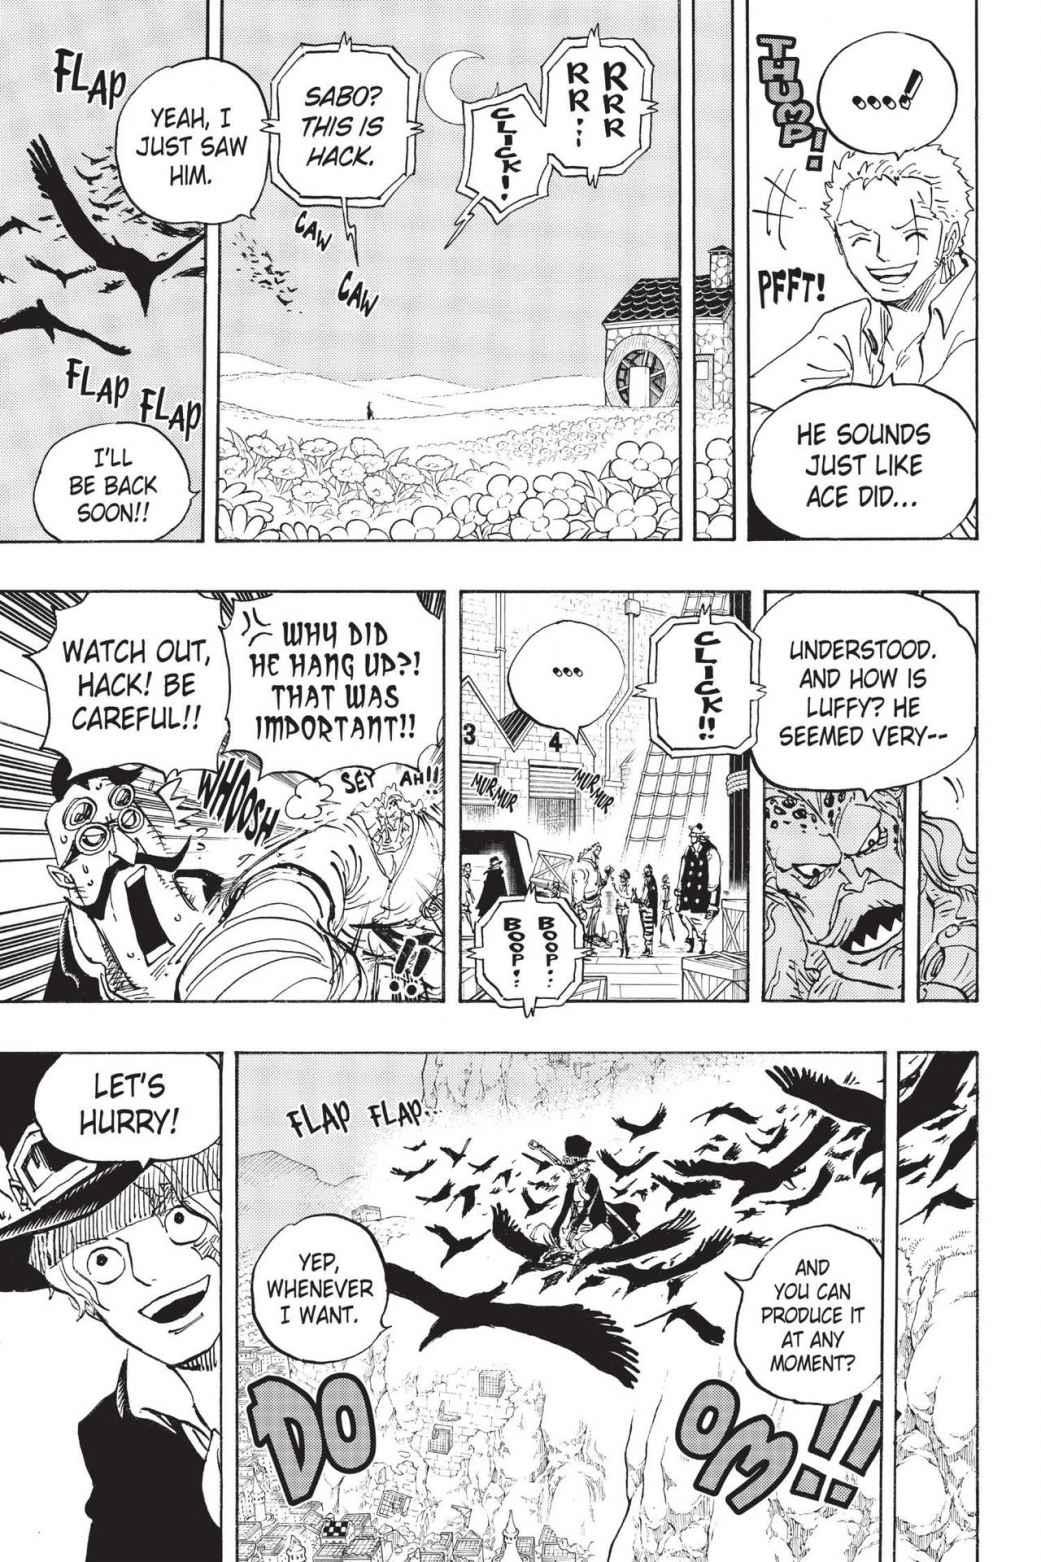 THUMP!
....!
PFFT!
HE SOUNDS
JUST LIKE
ACE DID...
RRR
RR...
CLICK!
SABO?
THIS IS
HACK.
CAW
CAW
YEAH, I
JUST SAW
HIM.
FLAP
FLAP
FLAP
I'LL
BE BACK
SOON!!
UNDERSTOOD.
AND HOW IS
LUFFY? HE
SEEMED VERY--
CLICK!!
...
3
4
MURMUR
MURMUR
BOOP..
BOOP..
WHY DID
HE HANG UP?!
THAT WAS
IMPORTANT!!
SEY
AH!!
WHOOSH
!!
WATCH OUT,
HACK! BE
CAREFUL!!
AND
YOU CAN
PRODUCE IT
AT ANY
MOMENT?
FLAP FLAP...
YEP,
WHENEVER
I WANT.
DOOM!!
LET'S
HURRY!